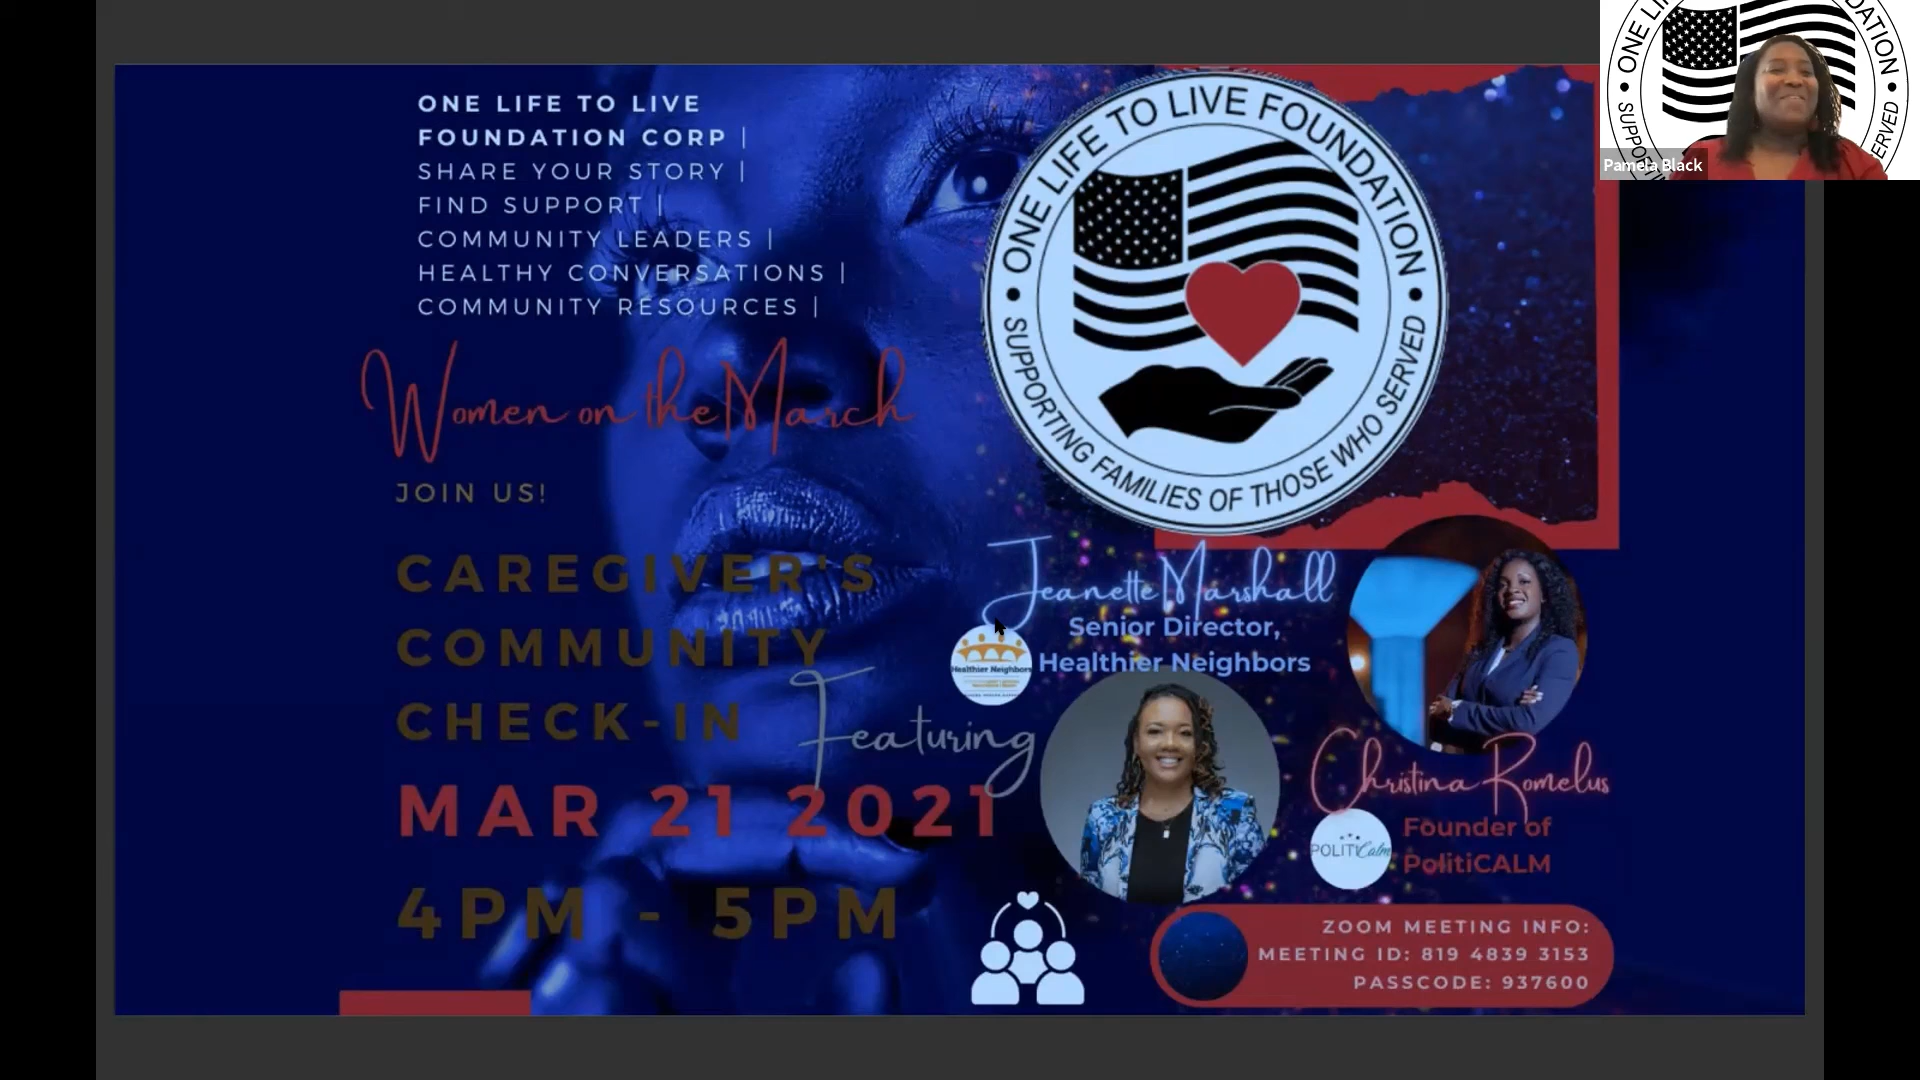 ONE LIFE TO LIVE
FOUNDATION CORP |
SHARE YOUR STORY |
FIND SUPPORT |
COMMUNITY LEADERS |
HEALTHY CONVERSATIONS |
COMMUNITY RESOURCES |
Women on the March
JOIN US!
CAREGIVER'S
COMMUNITY
CHECK-IN
Featuring
MAR 21 2021
4PM - 5PM
• ONE LIFE TO LIVE FOUNDATION •
SUPPORTING FAMILIES OF THOSE WHO SERVED
Jeanette Marshall
Senior Director,
Healthier Neighbors
Healthier Neighbors
Christina Romelus
Founder of
PolitiCALM
POLITICalm
ZOOM MEETING INFO:
MEETING ID: 819 4839 3153
PASSCODE: 937600
ONE
Pamela Black